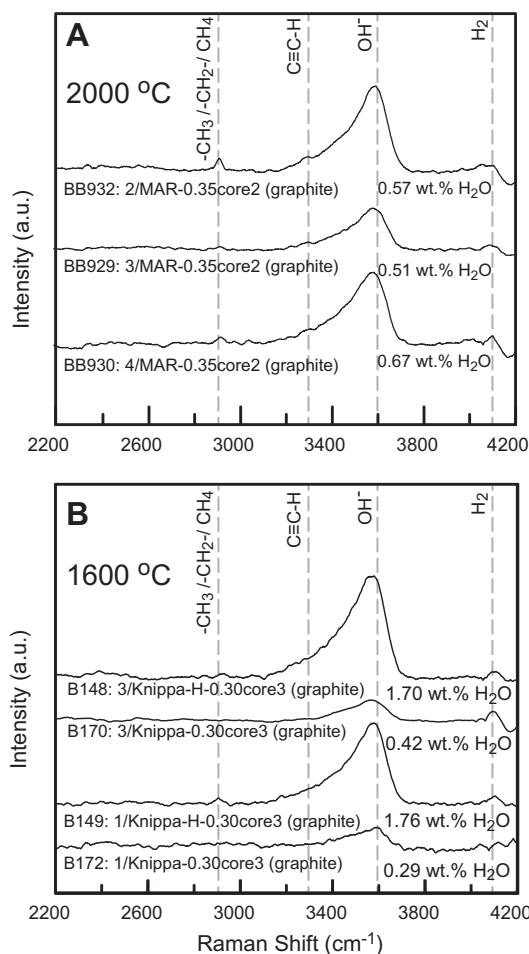 A
2000 °C
-CH3 /-CH2-/ CH4
C≡C-H
OH⁻
H2
BB932: 2/MAR-0.35core2 (graphite)
0.57 wt.% H2O
BB929: 3/MAR-0.35core2 (graphite)
0.51 wt.% H2O
BB930: 4/MAR-0.35core2 (graphite)
0.67 wt.% H2O
Intensity (a.u.)
2200 2900 3400 3800 4200
B
1600 °C
-CH3 /-CH2-/ CH4
C≡C-H
OH⁻
H2
B148: 3/Knippa-H-0.30core3 (graphite)
1.70 wt.% H2O
B170: 3/Knippa-0.30core3 (graphite)
0.42 wt.% H2O
B149: 1/Knippa-H-0.30core3 (graphite)
1.76 wt.% H2O
B172: 1/Knippa-0.30core3 (graphite)
0.29 wt.% H2O
Intensity (a.u.)
2200 2600 3000 3400 3800 4200
Raman Shift (cm⁻¹)